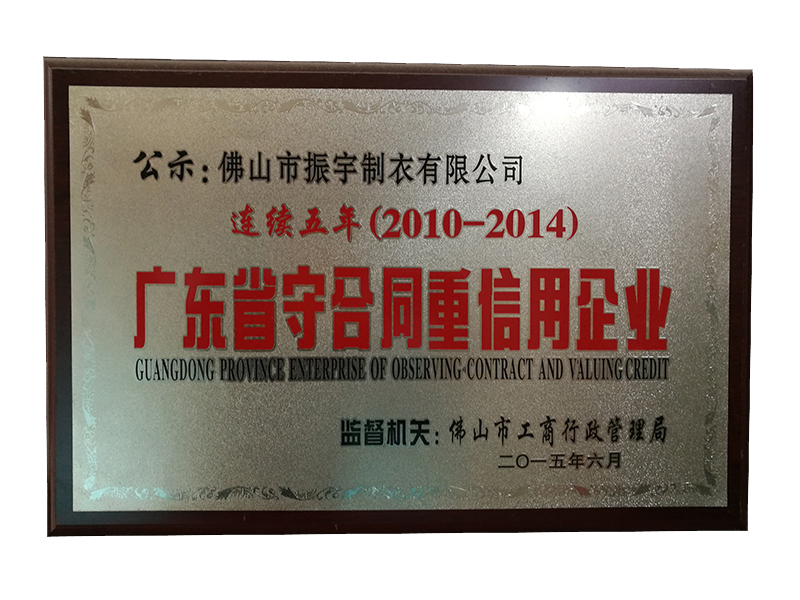 公示：佛山市振宇制衣有限公司
连续五年(2010-2014)
广东省守合同重信用企业
GUANGDONG PROVINCE ENTERPRISE OF OBSERVING CONTRACT AND VALUING CREDIT
监督机关：佛山市工商行政管理局
二〇一五年六月